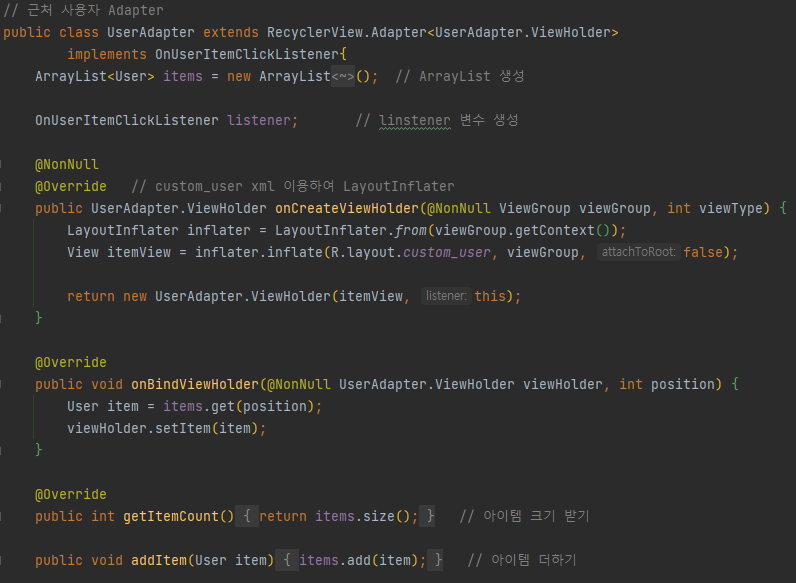 // 근처 사용자 Adapter
public class UserAdapter extends RecyclerView.Adapter<UserAdapter.ViewHolder>
        implements OnUserItemClickListener{
    ArrayList<User> items = new ArrayList<~>();  // ArrayList 생성

    OnUserItemClickListener listener;       // linstener 변수 생성

    @NonNull
    @Override   // custom_user xml 이용하여 LayoutInflater
    public UserAdapter.ViewHolder onCreateViewHolder(@NonNull ViewGroup viewGroup, int viewType) {
        LayoutInflater inflater = LayoutInflater.from(viewGroup.getContext());
        View itemView = inflater.inflate(R.layout.custom_user, viewGroup, attachToRoot: false);

        return new UserAdapter.ViewHolder(itemView, listener: this);
    }

    @Override
    public void onBindViewHolder(@NonNull UserAdapter.ViewHolder viewHolder, int position) {
        User item = items.get(position);
        viewHolder.setItem(item);
    }

    @Override
    public int getItemCount() { return items.size(); }   // 아이템 크기 받기

    public void addItem(User item) { items.add(item); }   // 아이템 더하기